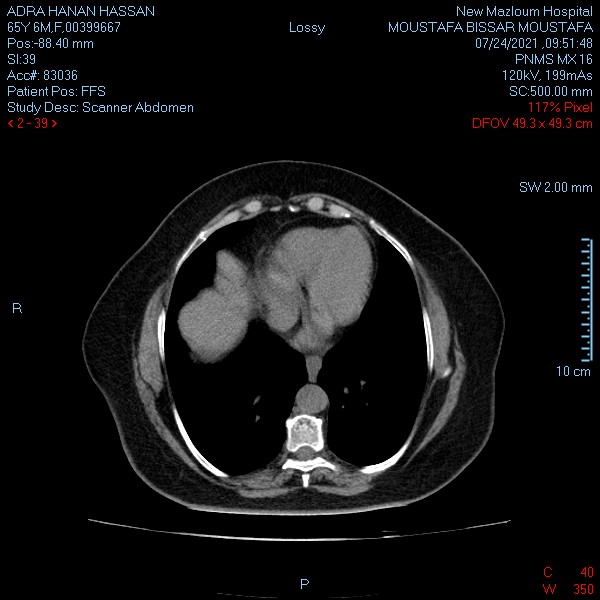 ADRA HANAN HASSAN
65Y 6M,F,00399667
Pos:-88.40 mm
SI:39
Acc#: 83036
Patient Pos: FFS
Study Desc: Scanner Abdomen
< 2 - 39 >
Lossy
New Mazloum Hospital
MOUSTAFA BISSAR MOUSTAFA
07/24/2021 ,09:51:48
PNMS MX 16
120kV, 199mAs
SC:500.00 mm
117% Pixel
DFOV 49.3 x 49.3 cm
SW 2.00 mm
R
10 cm
P
C 40
W 350